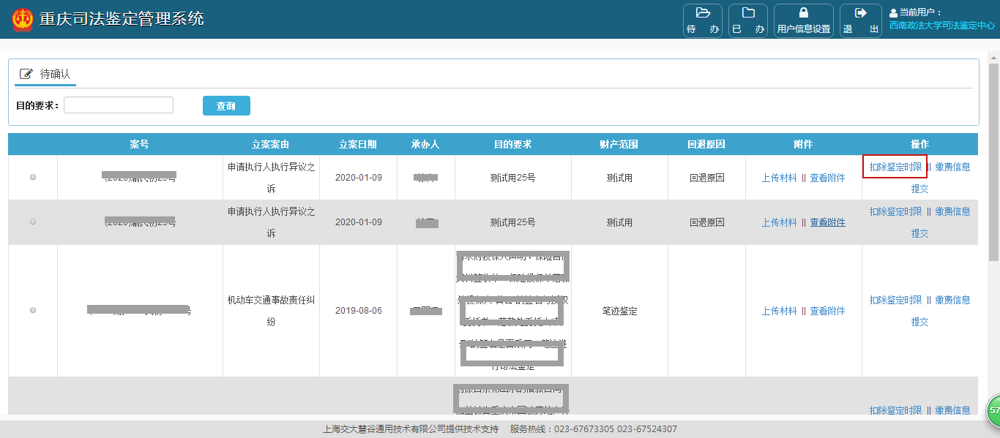 重庆司法鉴定管理系统
待 办
已 办
用户信息设置
退 出
当前用户：
西南政法大学司法鉴定中心
待确认
目的要求：
查询
案号 立案案由 立案日期 承办人 目的要求 财产范围 回退原因 附件 操作
申请执行人执行异议之诉 2020-01-09 测试用25号 测试用 回退原因 上传材料 || 查看附件 扣除鉴定时限 || 缴费信息
提交
申请执行人执行异议之诉 2020-01-09 测试用25号 测试用 回退原因 上传材料 || 查看附件 扣除鉴定时限 || 缴费信息
提交
机动车交通事故责任纠纷 2019-08-06 笔迹鉴定 上传材料 || 查看附件 扣除鉴定时限 || 缴费信息
提交
扣除鉴定时限 || 缴费信息
57
上海交大慧谷通用技术有限公司提供技术支持 服务热线：023-67673305 023-67524307